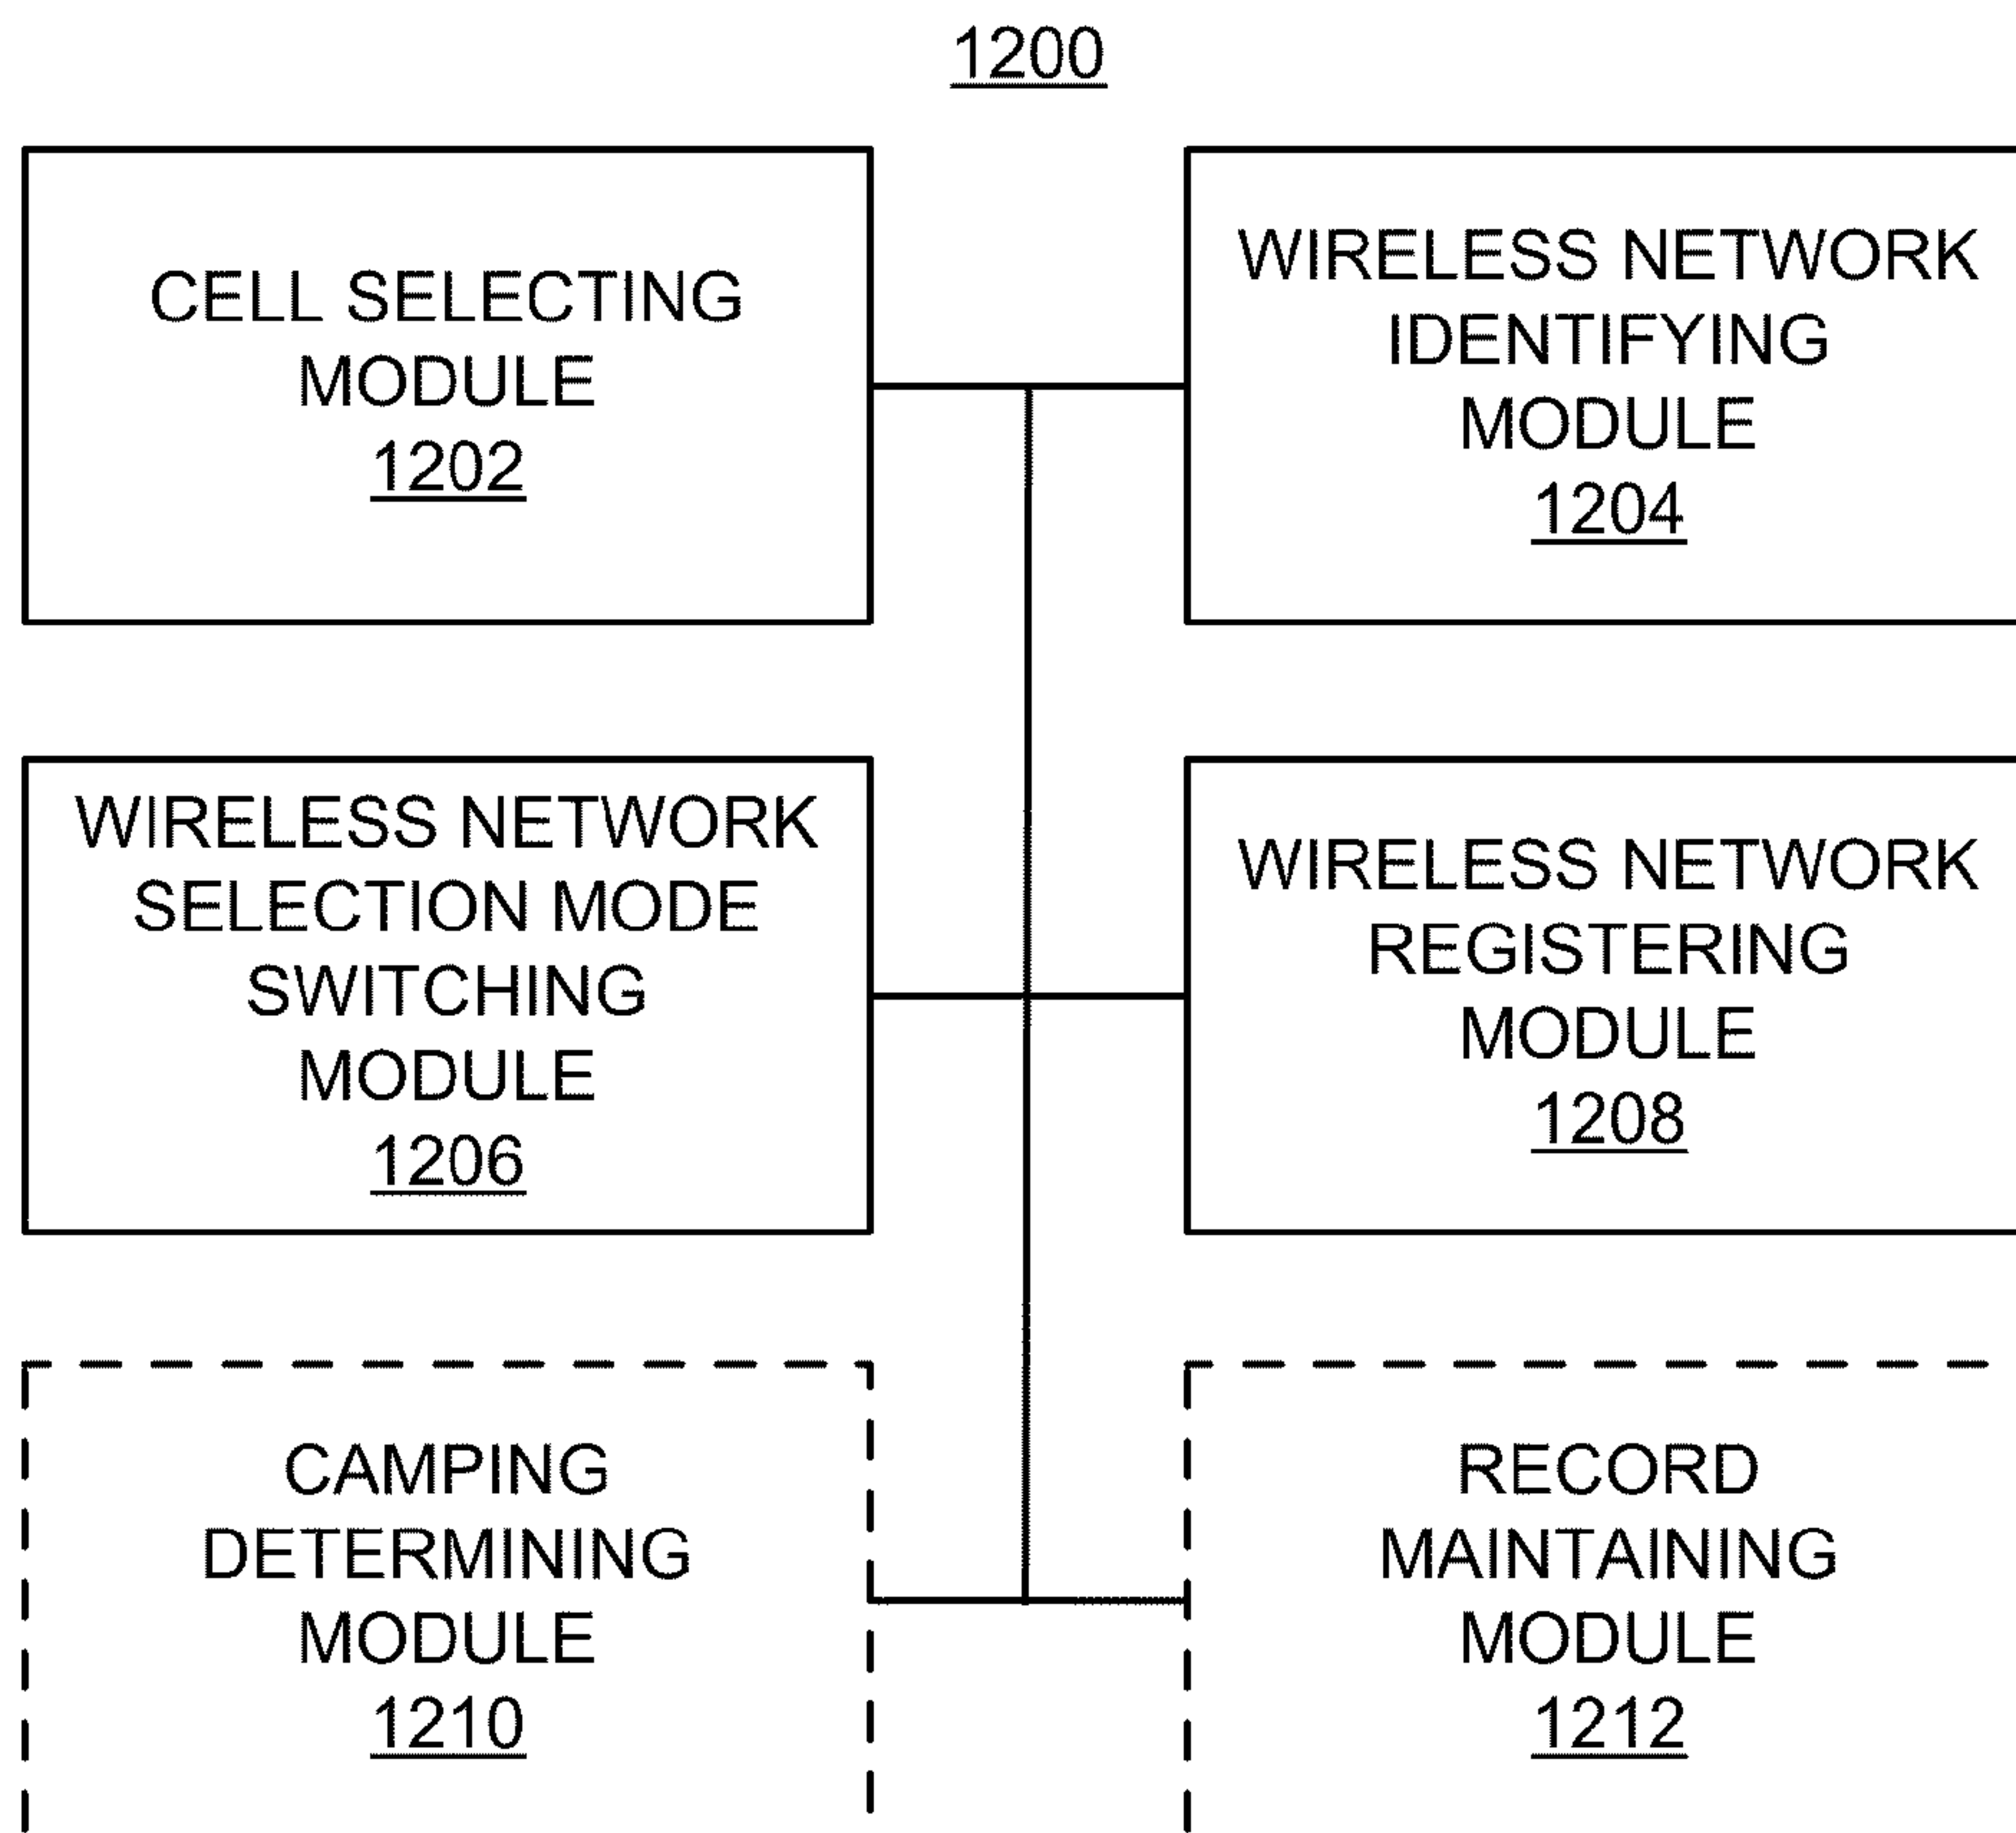 1200
CELL SELECTING
MODULE
1202
WIRELESS NETWORK
IDENTIFYING
MODULE
1204
WIRELESS NETWORK
SELECTION MODE
SWITCHING
MODULE
1206
WIRELESS NETWORK
REGISTERING
MODULE
1208
CAMPING
DETERMINING
MODULE
1210
RECORD
MAINTAINING
MODULE
1212